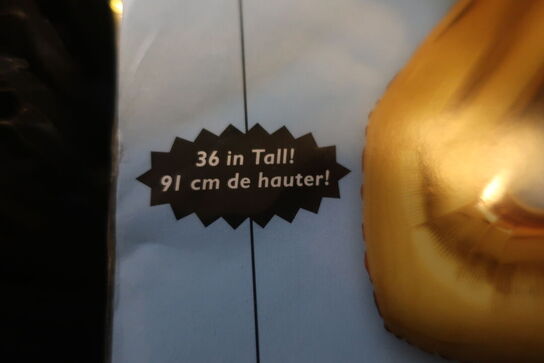 36 in Tall!
91 cm de hauter!